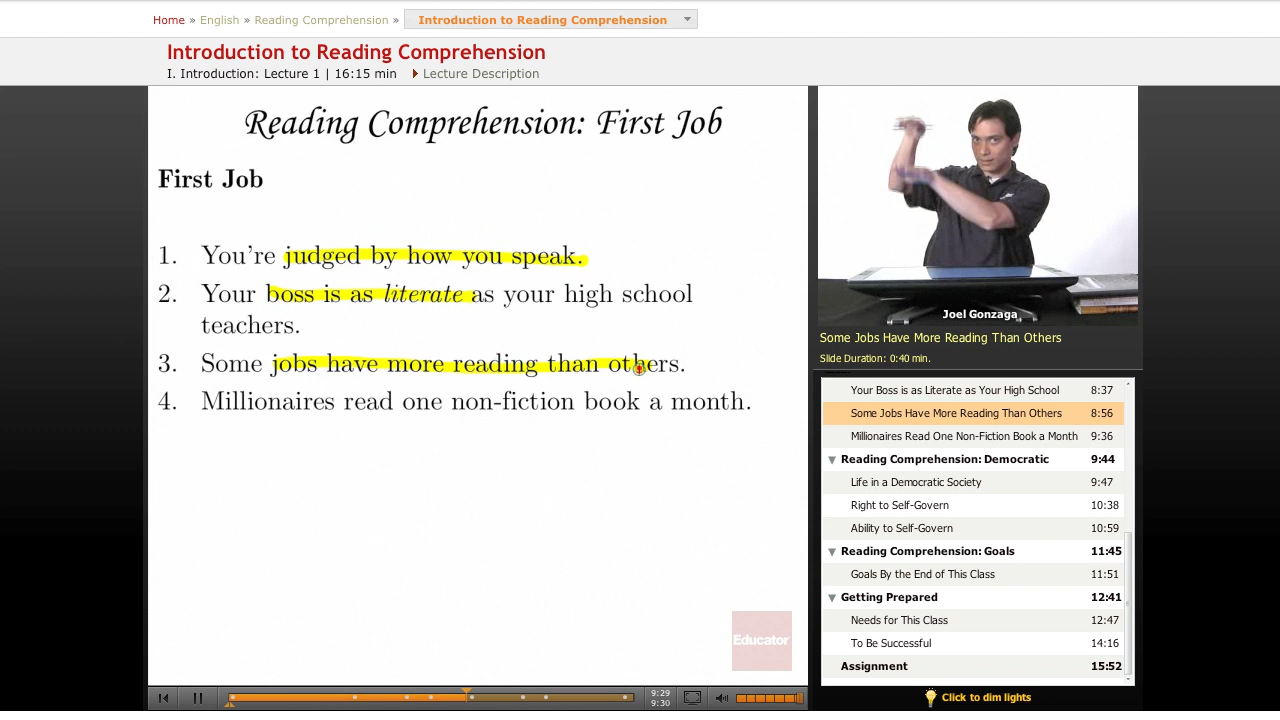 Home » English » Reading Comprehension » Introduction to Reading Comprehension
Introduction to Reading Comprehension
I. Introduction: Lecture 1 | 16:15 min Lecture Description
Reading Comprehension: First Job
First Job
1. You're judged by how you speak.
2. Your boss is as literate as your high school
teachers.
3. Some jobs have more reading than others.
4. Millionaires read one non-fiction book a month.
Educator
9:29
9:30
Joel Gonzaga
Some Jobs Have More Reading Than Others
Slide Duration: 0:40 min.
Your Boss is as Literate as Your High School 8:37
Some Jobs Have More Reading Than Others 8:56
Millionaires Read One Non-Fiction Book a Month 9:36
Reading Comprehension: Democratic 9:44
Life in a Democratic Society 9:47
Right to Self-Govern 10:38
Ability to Self-Govern 10:59
Reading Comprehension: Goals 11:45
Goals By the End of This Class 11:51
Getting Prepared 12:41
Needs for This Class 12:47
To Be Successful 14:16
Assignment 15:52
Click to dim lights